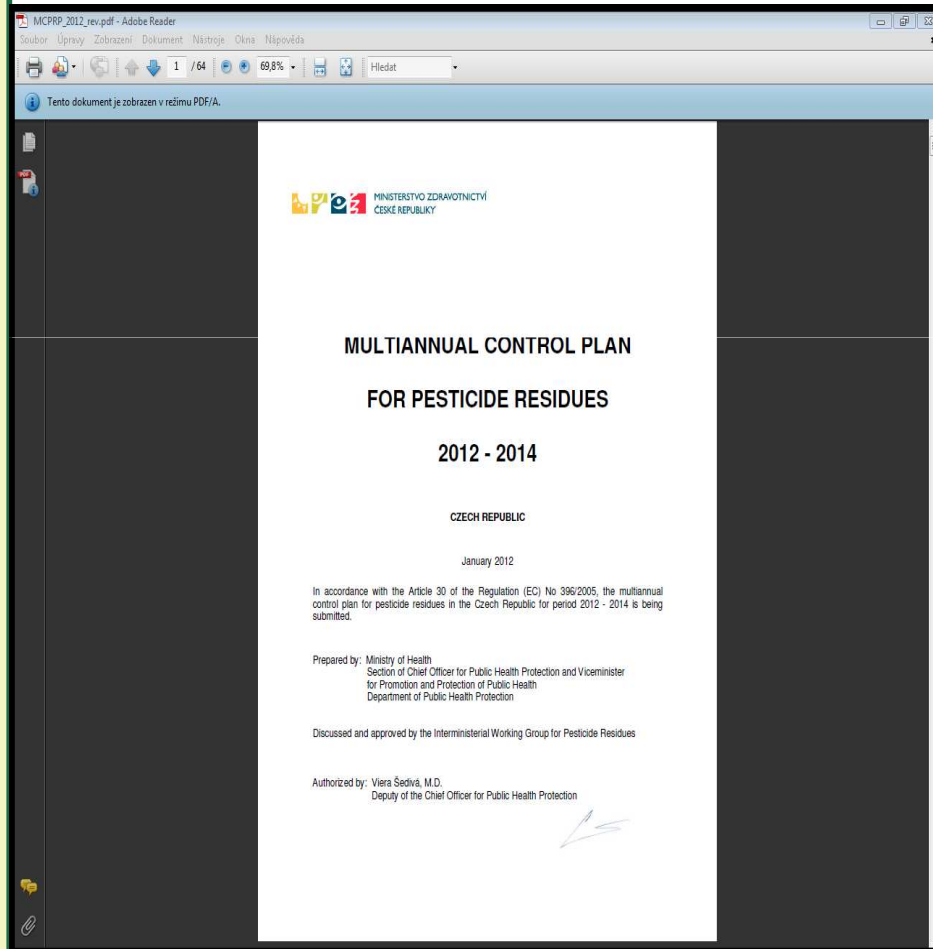 MCPRP_2012_rev.pdf - Adobe Reader
Soubor Úpravy Zobrazení Dokument Nástroje Okna Nápověda
1 /64 69,8% Hledat
Tento dokument je zobrazen v režimu PDF/A.
MINISTERSTVO ZDRAVOTNICTVÍ
ČESKÉ REPUBLIKY
MULTIANNUAL CONTROL PLAN
FOR PESTICIDE RESIDUES
2012 - 2014
CZECH REPUBLIC
January 2012
In accordance with the Article 30 of the Regulation (EC) No 396/2005, the multiannual
control plan for pesticide residues in the Czech Republic for period 2012 - 2014 is being
submitted.
Prepared by: Ministry of Health
Section of Chief Officer for Public Health Protection and Viceminister
for Promotion and Protection of Public Health
Department of Public Health Protection
Discussed and approved by the Interministerial Working Group for Pesticide Residues
Authorized by: Viera Šedivá, M.D.
Deputy of the Chief Officer for Public Health Protection